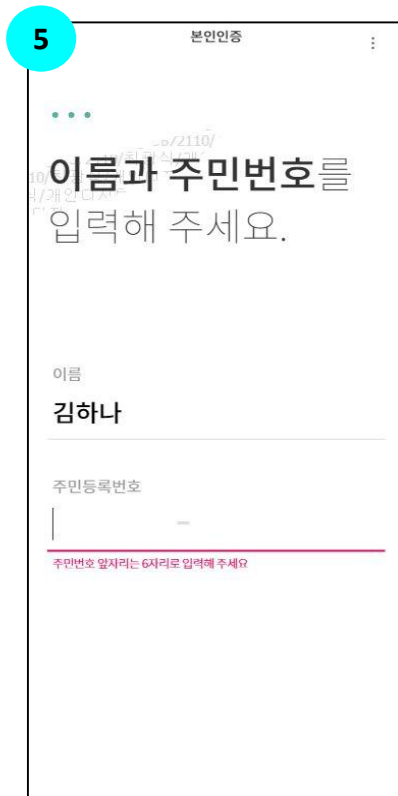 5
본인인증
이름과 주민번호를
입력해 주세요.
이름
김하나
주민등록번호
–
주민번호 앞자리는 6자리로 입력해 주세요